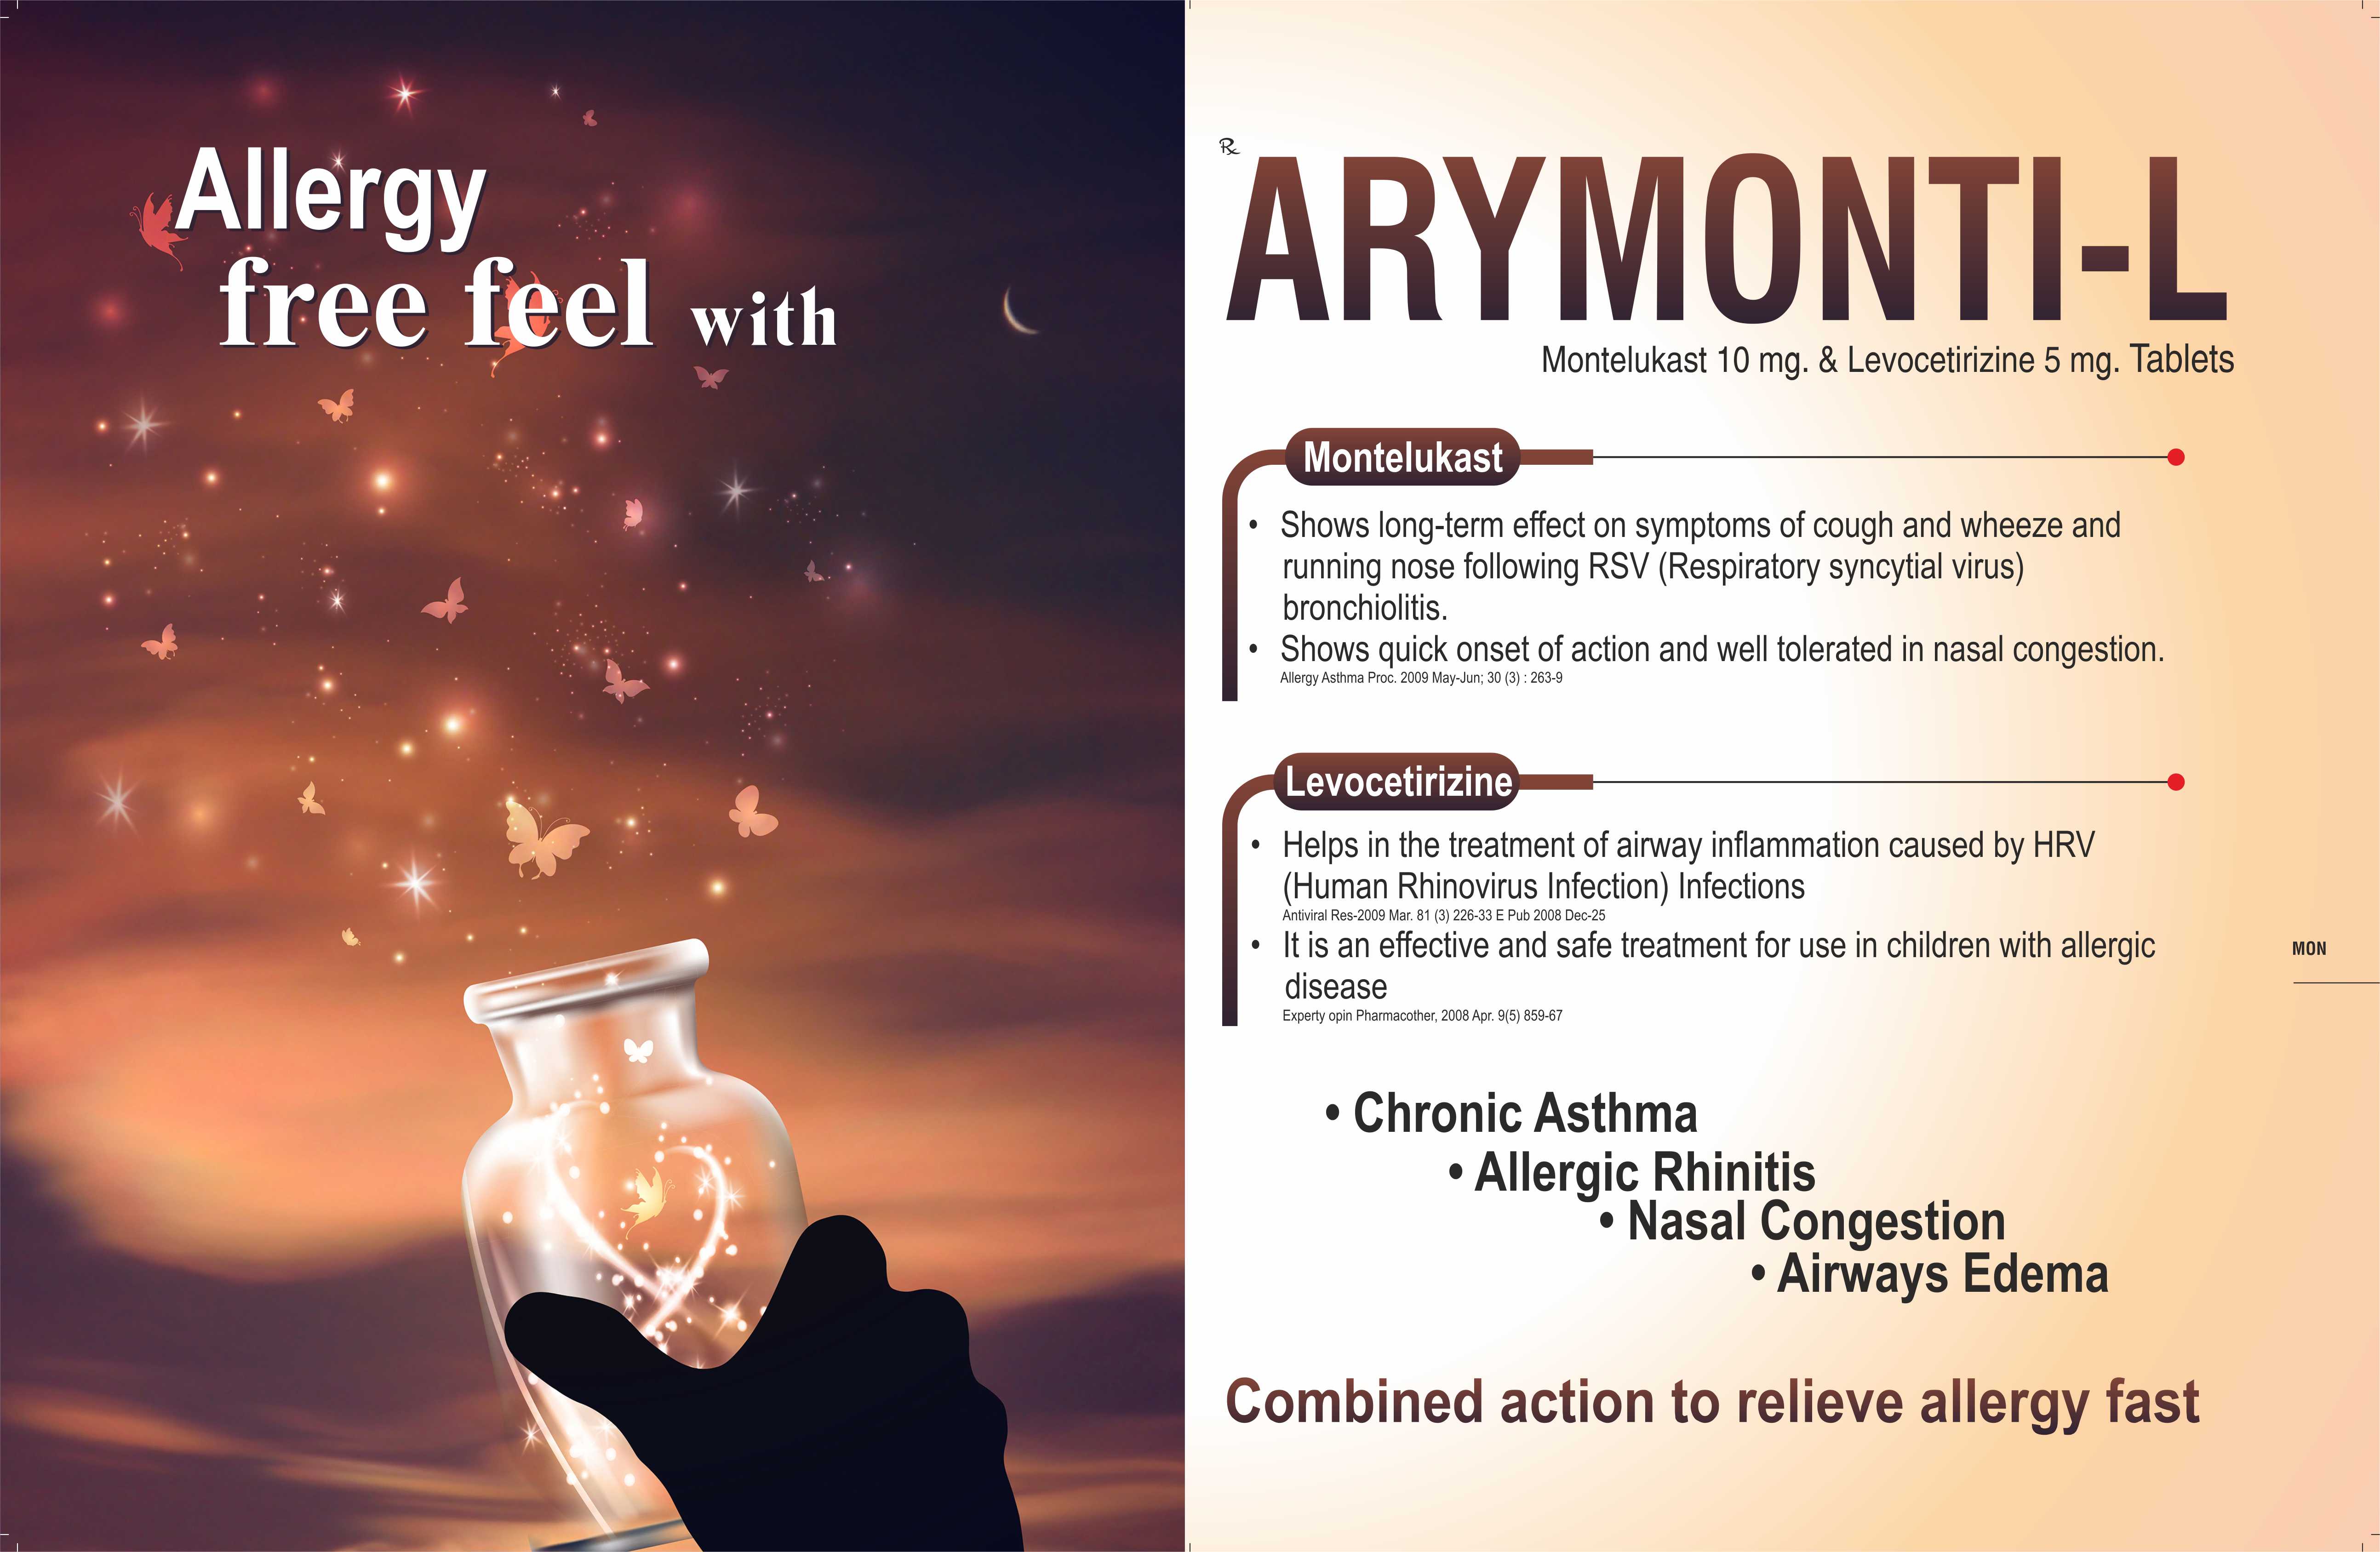 Allergy
free feel with
Rx
ARYMONTI-L
Montelukast 10 mg. & Levocetirizine 5 mg. Tablets
Montelukast
• Shows long-term effect on symptoms of cough and wheeze and
running nose following RSV (Respiratory syncytial virus)
bronchiolitis.
• Shows quick onset of action and well tolerated in nasal congestion.
Allergy Asthma Proc. 2009 May-Jun; 30 (3) : 263-9
Levocetirizine
• Helps in the treatment of airway inflammation caused by HRV
(Human Rhinovirus Infection) Infections
Antiviral Res-2009 Mar. 81 (3) 226-33 E Pub 2008 Dec-25
• It is an effective and safe treatment for use in children with allergic
disease
Experty opin Pharmacother, 2008 Apr. 9(5) 859-67
MON
• Chronic Asthma
• Allergic Rhinitis
• Nasal Congestion
• Airways Edema
Combined action to relieve allergy fast